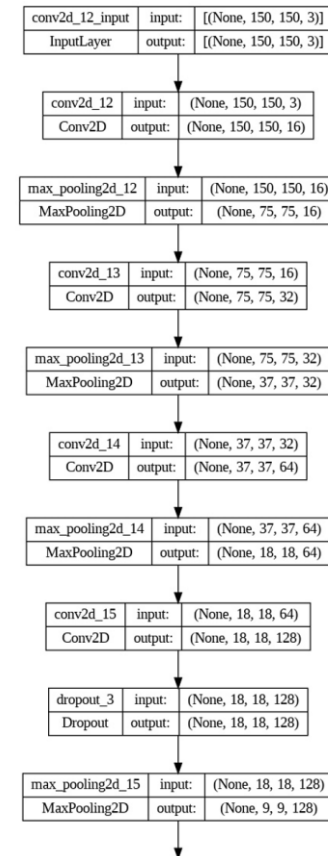 conv2d_12_input input: [(None, 150, 150, 3)]
InputLayer output: [(None, 150, 150, 3)]
conv2d_12 input: (None, 150, 150, 3)
Conv2D output: (None, 150, 150, 16)
max_pooling2d_12 input: (None, 150, 150, 16)
MaxPooling2D output: (None, 75, 75, 16)
conv2d_13 input: (None, 75, 75, 16)
Conv2D output: (None, 75, 75, 32)
max_pooling2d_13 input: (None, 75, 75, 32)
MaxPooling2D output: (None, 37, 37, 32)
conv2d_14 input: (None, 37, 37, 32)
Conv2D output: (None, 37, 37, 64)
max_pooling2d_14 input: (None, 37, 37, 64)
MaxPooling2D output: (None, 18, 18, 64)
conv2d_15 input: (None, 18, 18, 64)
Conv2D output: (None, 18, 18, 128)
dropout_3 input: (None, 18, 18, 128)
Dropout output: (None, 18, 18, 128)
max_pooling2d_15 input: (None, 18, 18, 128)
MaxPooling2D output: (None, 9, 9, 128)